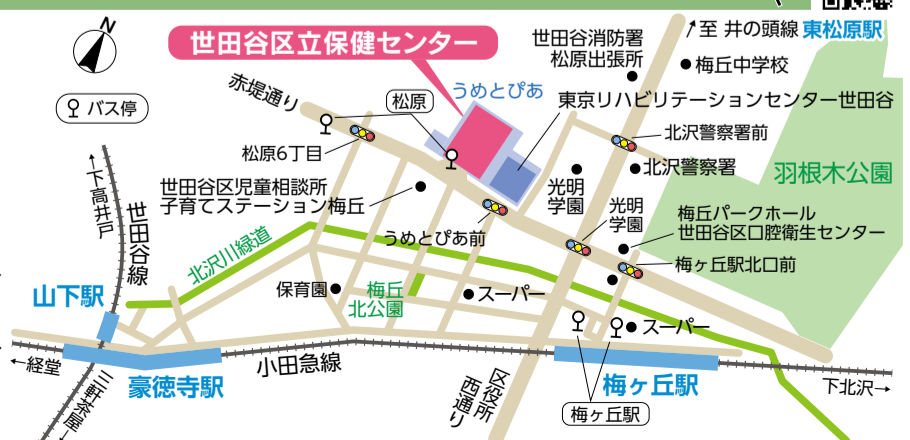 N
世田谷区立保健センター
至 井の頭線 東松原駅
世田谷消防署
松原出張所
梅丘中学校
赤堤通り
バス停
松原
うめとぴあ
東京リハビリテーションセンター世田谷
松原6丁目
北沢警察署前
北沢警察署
羽根木公園
世田谷区児童相談所
子育てステーション梅丘
光明
学園
光明
学園
梅丘パークホール
世田谷区口腔衛生センター
うめとぴあ前
梅ヶ丘駅北口前
←下高井戸
世田谷線
北沢川緑道
保育園
梅丘
北公園
スーパー
スーパー
山下駅
←経堂
豪徳寺駅
小田急線
三軒茶屋→
区役所
西通り
梅ヶ丘駅
梅ヶ丘駅
下北沢→